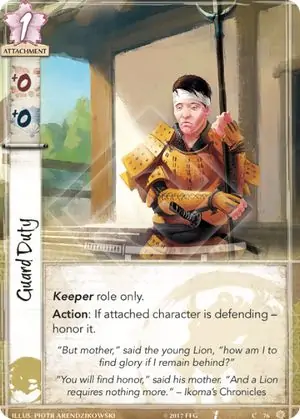 1
ATTACHMENT
+0
+0
Guard Duty
Keeper role only.
Action: If attached character is defending –
honor it.
"But mother," said the young Lion, "how am I to
find glory if I remain behind?"
"You will find honor," said his mother. "And a Lion
requires nothing more." – Ikoma's Chronicles
ILLUS. PIOTR ARENDZIKOWSKI
© 2017 FFG
C
76